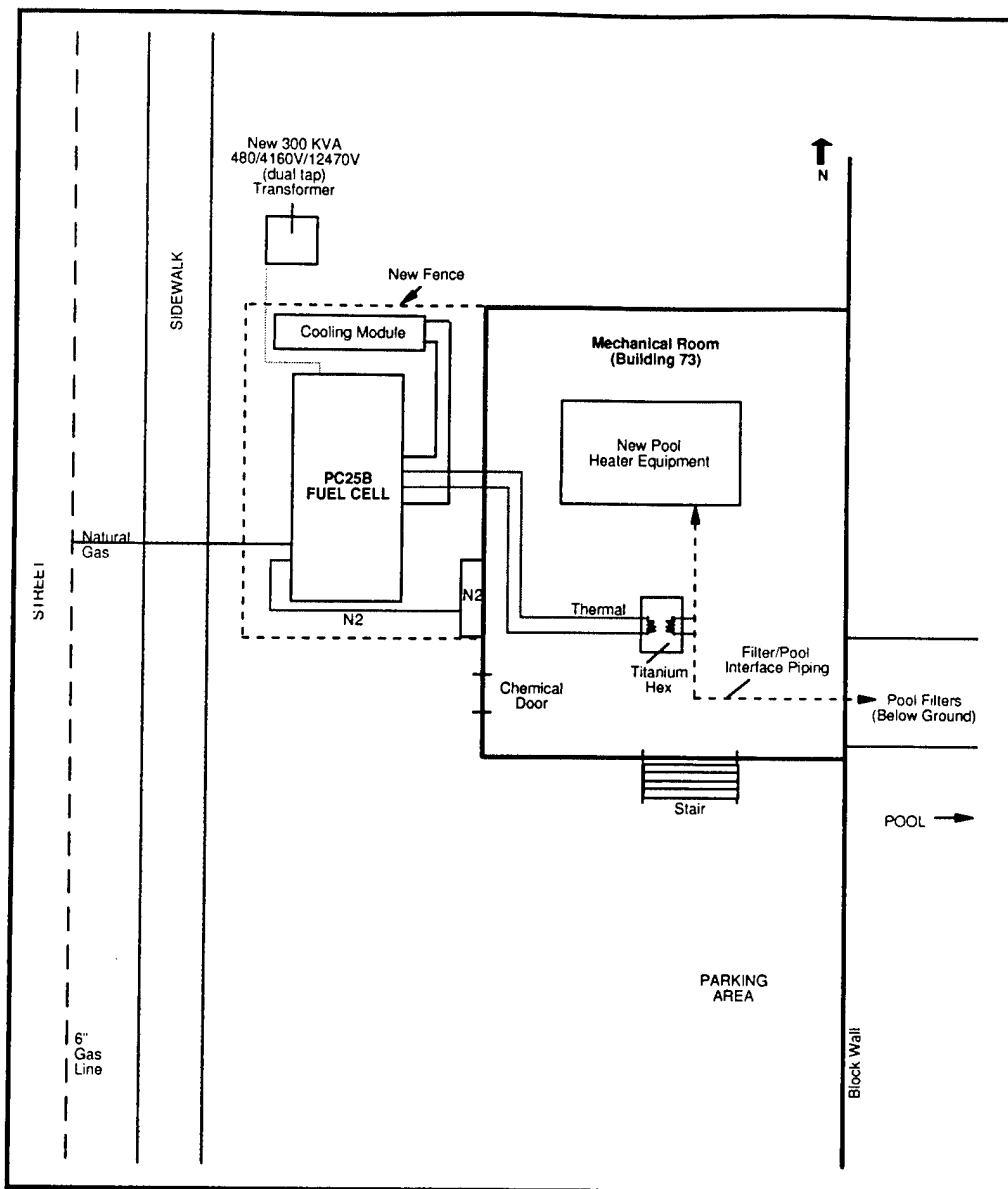 New 300 KVA
480/4160V/12470V
(dual tap)
Transformer
N
SIDEWALK
New Fence
Cooling Module
Mechanical Room
(Building 73)
New Pool
Heater Equipment
PC25B
FUEL CELL
Natural
Gas
STREET
N2
N2
Thermal
Titanium
Hex
Filter/Pool
Interface Piping
Chemical
Door
Pool Filters
(Below Ground)
Stair
POOL
PARKING
AREA
6"
Gas
Line
Block Wall